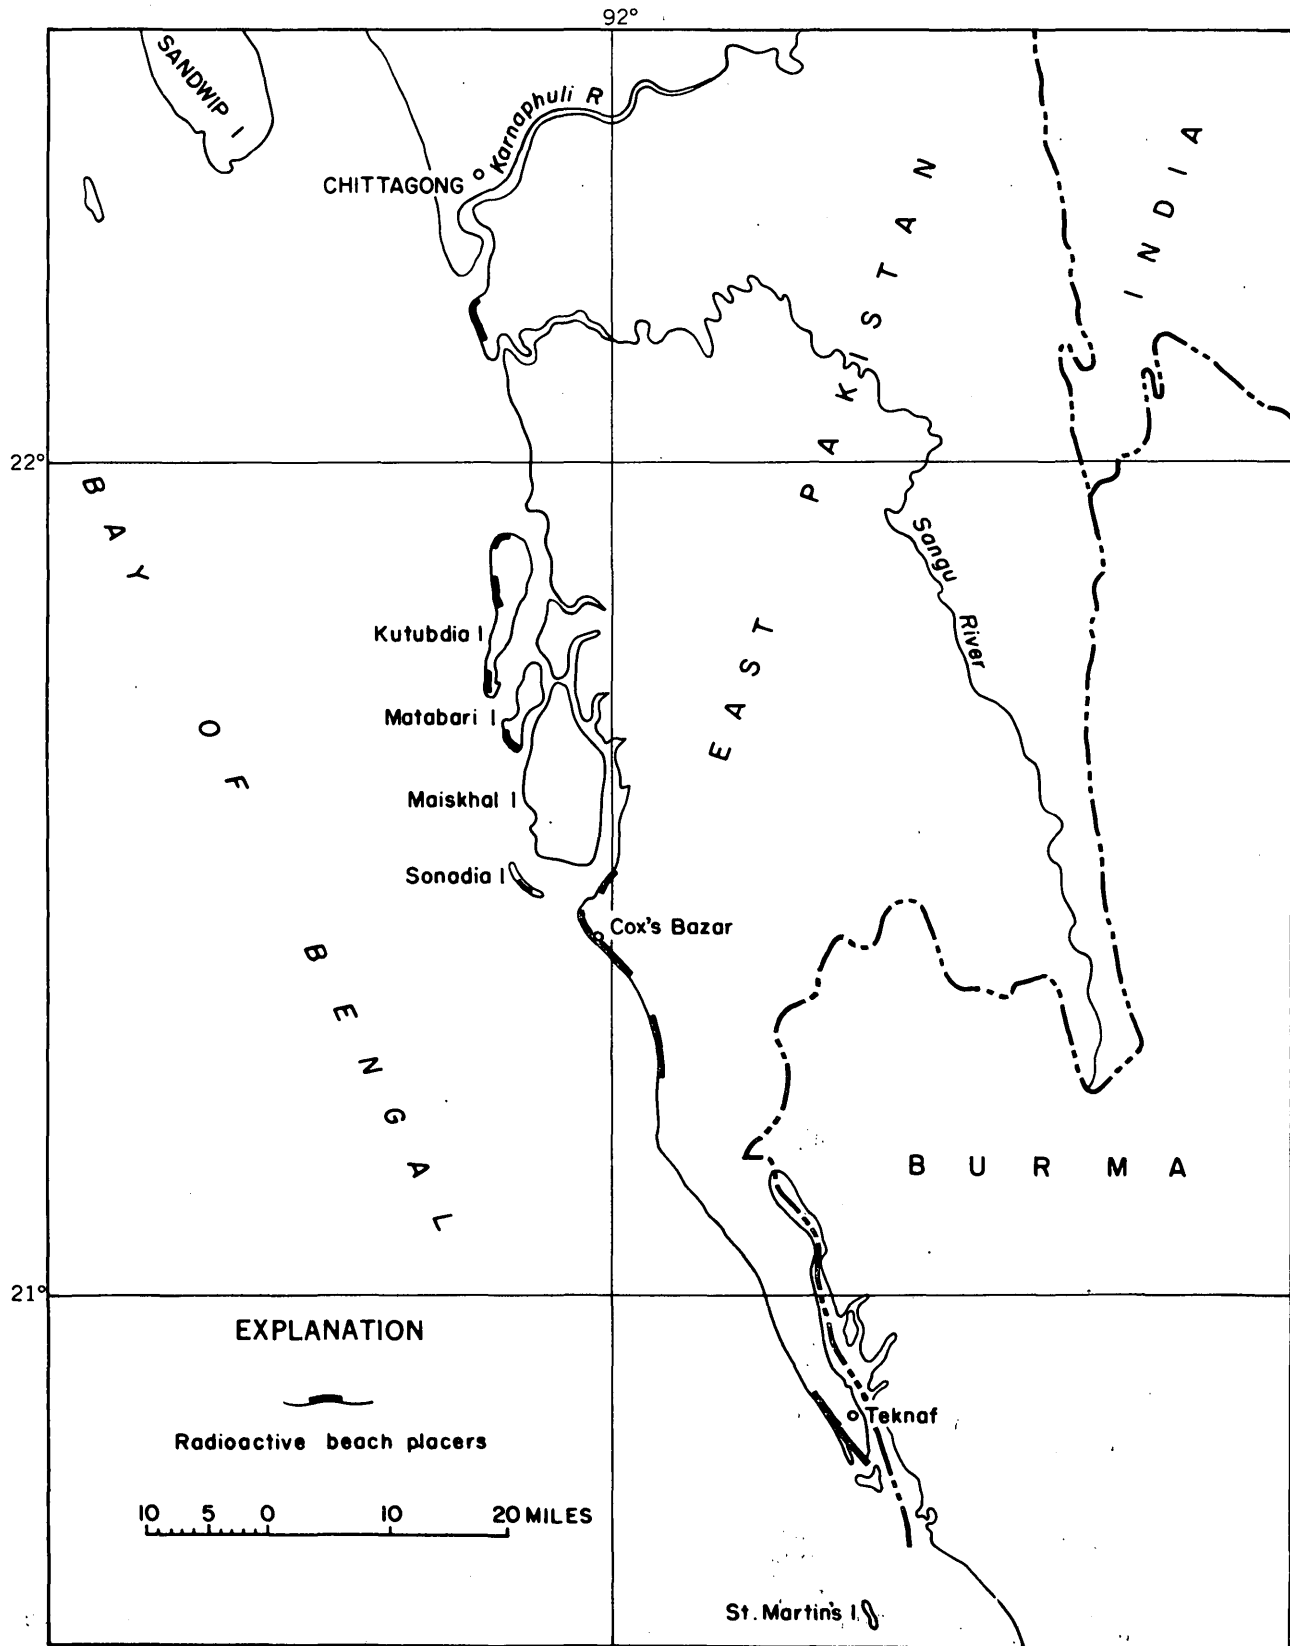 92°
SANDWIP I
Karnaphuli R
CHITTAGONG
INDIA
EAST PAKISTAN
22°
BAY OF BENGAL
Sangu River
Kutubdia I
Matabari I
Maiskhal I
Sonadia I
Cox's Bazar
BURMA
21°
EXPLANATION
Radioactive beach placers
Teknaf
10 5 0 10 20 MILES
St. Martin's I